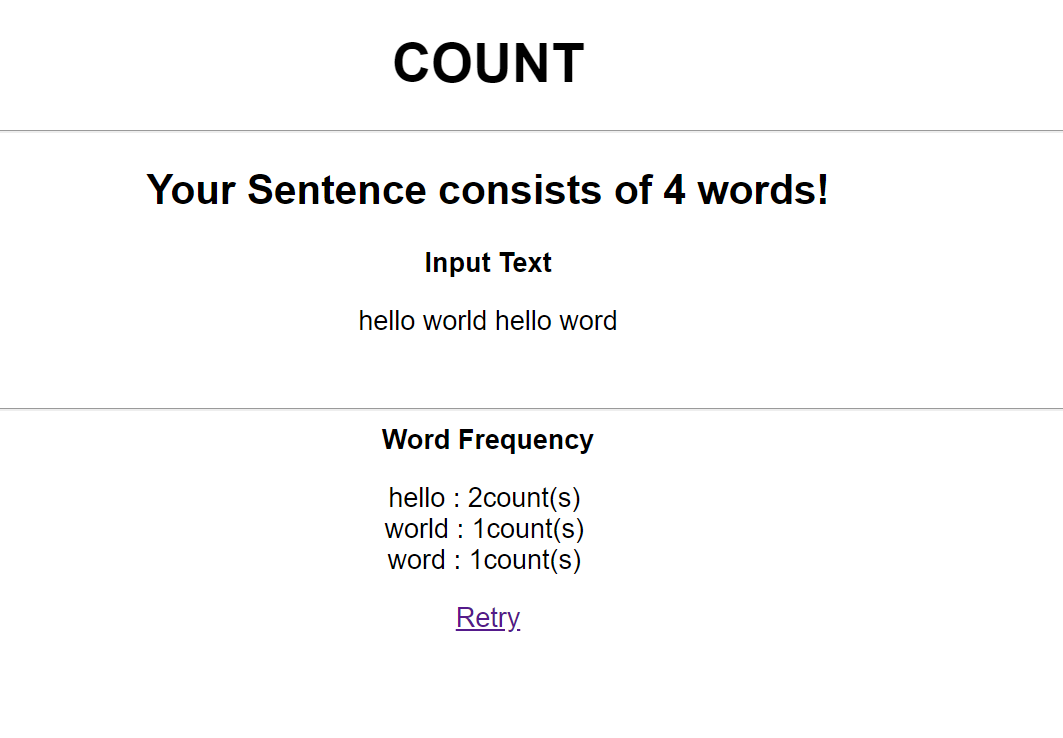 COUNT
Your Sentence consists of 4 words!
Input Text
hello world hello word
Word Frequency
hello : 2count(s)
world : 1count(s)
word : 1count(s)
Retry